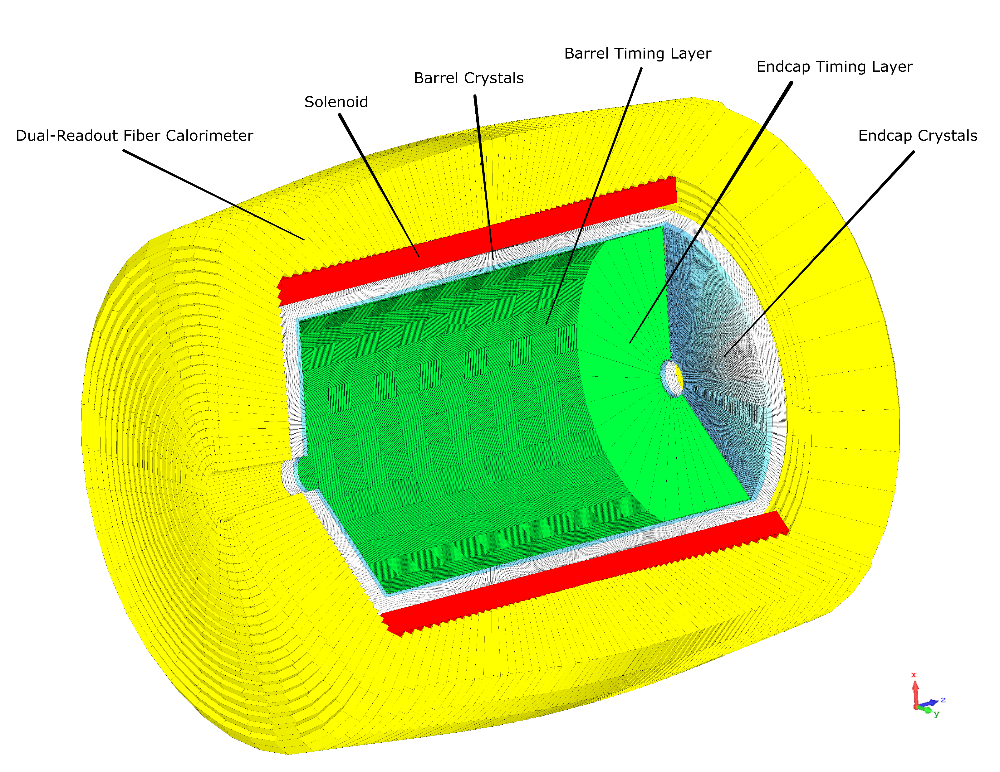 Barrel Timing Layer
Endcap Timing Layer
Barrel Crystals
Solenoid
Dual-Readout Fiber Calorimeter
Endcap Crystals
x
z
y